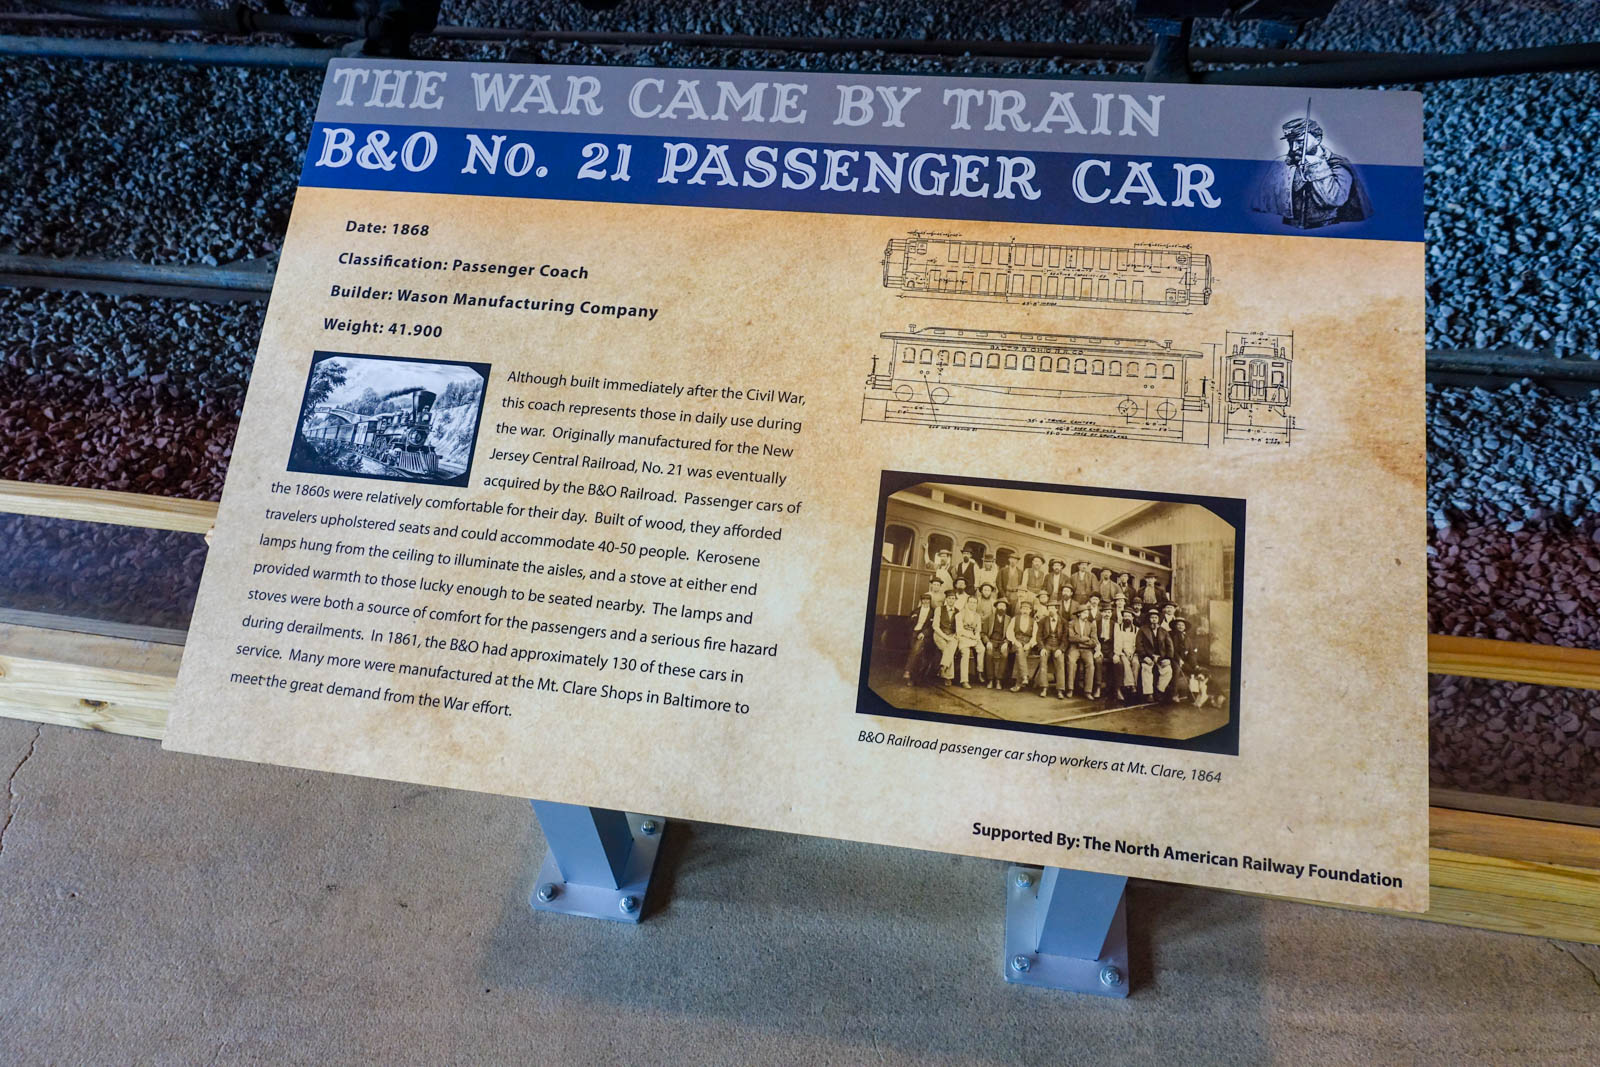 THE WAR CAME BY TRAIN
B&O No. 21 PASSENGER CAR
Date: 1868
Classification: Passenger Coach
Builder: Wason Manufacturing Company
Weight: 41.900
Although built immediately after the Civil War,
this coach represents those in daily use during
the war. Originally manufactured for the New
Jersey Central Railroad, No. 21 was eventually
acquired by the B&O Railroad. Passenger cars of
the 1860s were relatively comfortable for their day. Built of wood, they afforded
travelers upholstered seats and could accommodate 40-50 people. Kerosene
lamps hung from the ceiling to illuminate the aisles, and a stove at either end
provided warmth to those lucky enough to be seated nearby. The lamps and
stoves were both a source of comfort for the passengers and a serious fire hazard
during derailments. In 1861, the B&O had approximately 130 of these cars in
service. Many more were manufactured at the Mt. Clare Shops in Baltimore to
meet the great demand from the War effort.
B&O Railroad passenger car shop workers at Mt. Clare, 1864
Supported By: The North American Railway Foundation